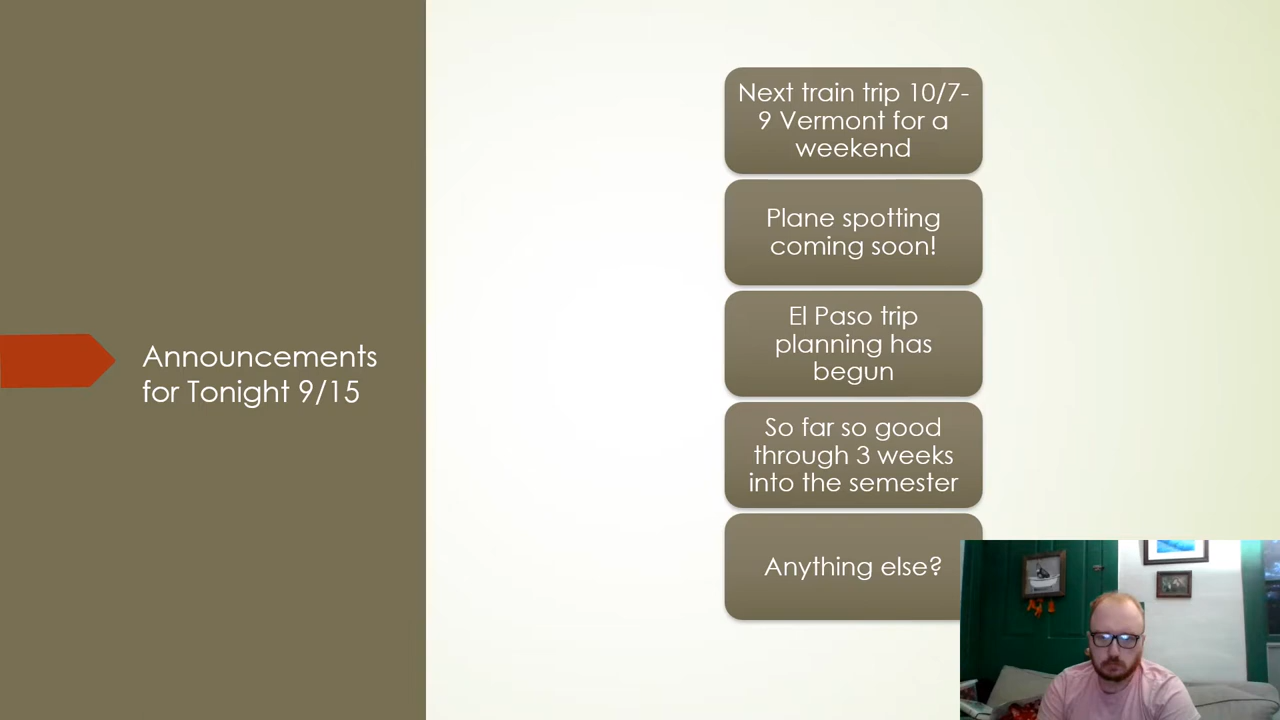 Announcements
for Tonight 9/15
Next train trip 10/7-
9 Vermont for a
weekend
Plane spotting
coming soon!
El Paso trip
planning has
begun
So far so good
through 3 weeks
into the semester
Anything else?